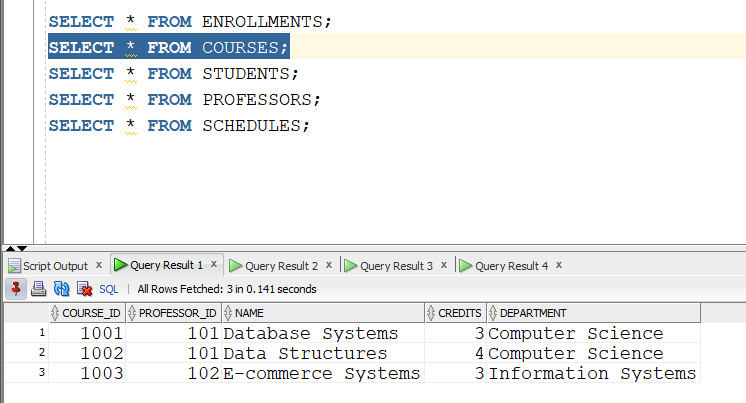 SELECT * FROM ENROLLMENTS;
SELECT * FROM COURSES;
SELECT * FROM STUDENTS;
SELECT * FROM PROFESSORS;
SELECT * FROM SCHEDULES;
Script Output x Query Result 1 x Query Result 2 x Query Result 3 x Query Result 4 x
SQL All Rows Fetched: 3 in 0.141 seconds
COURSE_ID PROFESSOR_ID NAME CREDITS DEPARTMENT
1 1001 101 Database Systems 3 Computer Science
2 1002 101 Data Structures 4 Computer Science
3 1003 102 E-commerce Systems 3 Information Systems